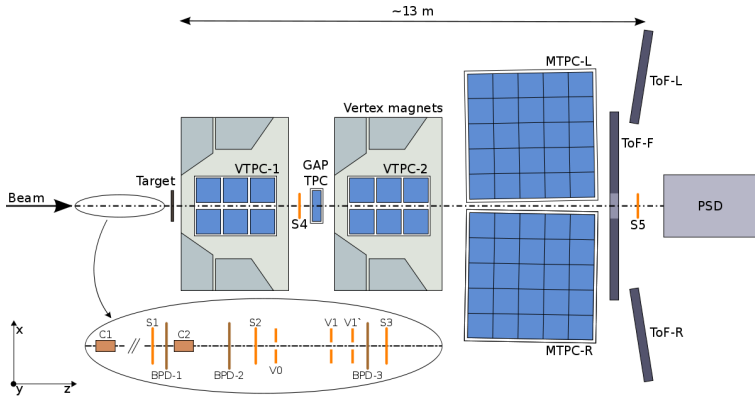 ~13 m
MTPC-L
ToF-L
Vertex magnets
ToF-F
GAP
TPC
VTPC-1
VTPC-2
Target
Beam
PSD
S4
S5
S1
S2
V1
V1`
S3
C1
C2
BPD-1
BPD-2
V0
BPD-3
MTPC-R
ToF-R
x
y
z